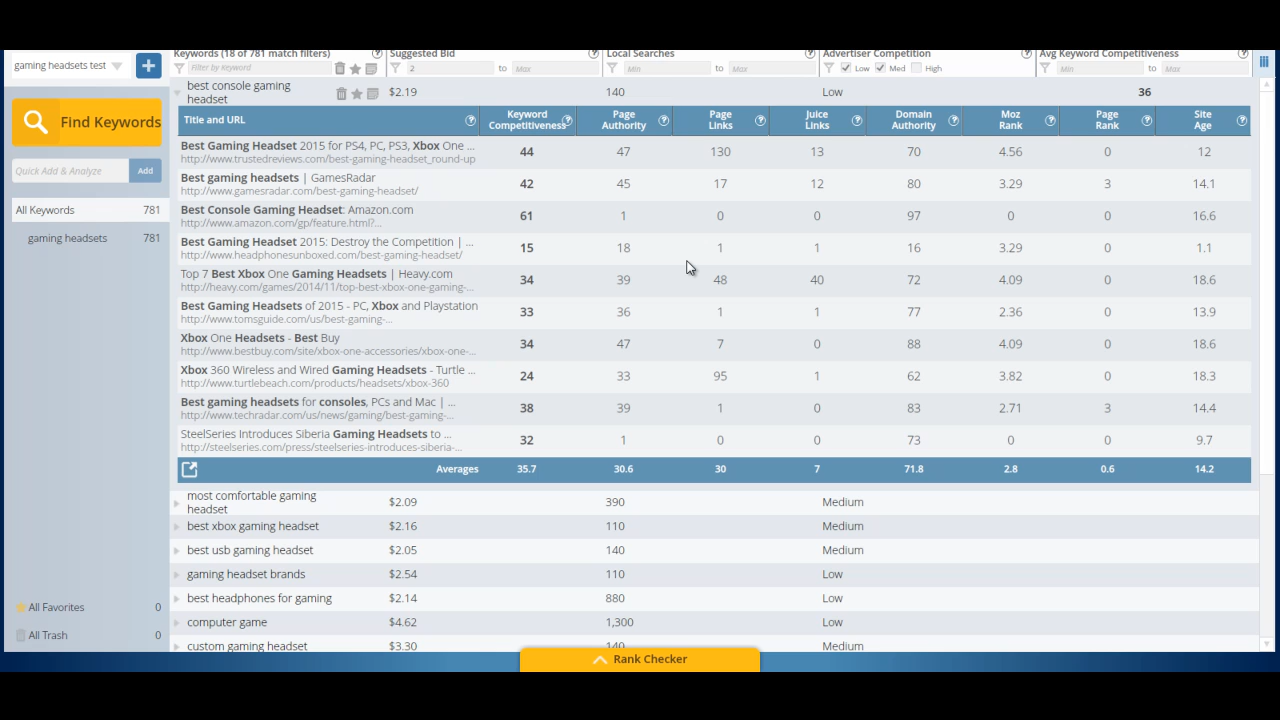 gaming headsets test
Find Keywords
Quick Add & Analyze Add
All Keywords 781
gaming headsets 781
All Favorites 0
All Trash 0
Keywords (18 of 781 match filters) Suggested Bid Local Searches Advertiser Competition Avg Keyword Competitiveness
Filter by Keyword 2 to Max Min to Max Low Med High Min to Max
best console gaming
headset $2.19 140 Low 36
Title and URL Keyword Competitiveness Page Authority Page Links Juice Links Domain Authority Moz Rank Page Rank Site Age
Best Gaming Headset 2015 for PS4, PC, PS3, Xbox One ... 44 47 130 13 70 4.56 0 12
http://www.trustedreviews.com/best-gaming-headset_round-up
Best gaming headsets | GamesRadar 42 45 17 12 80 3.29 3 14.1
http://www.gamesradar.com/best-gaming-headset/
Best Console Gaming Headset: Amazon.com 61 1 0 0 97 0 0 16.6
http://www.amazon.com/gp/feature.html?...
Best Gaming Headset 2015: Destroy the Competition | ... 15 18 1 1 16 3.29 0 1.1
http://www.headphonesunboxed.com/best-gaming-headset/
Top 7 Best Xbox One Gaming Headsets | Heavy.com 34 39 48 40 72 4.09 0 18.6
http://heavy.com/games/2014/11/top-best-xbox-one-gaming-...
Best Gaming Headsets of 2015 - PC, Xbox and Playstation 33 36 1 1 77 2.36 0 13.9
http://www.tomsguide.com/us/best-gaming-...
Xbox One Headsets - Best Buy 34 47 7 0 88 4.09 0 18.6
http://www.bestbuy.com/site/xbox-one-accessories/xbox-one-...
Xbox 360 Wireless and Wired Gaming Headsets - Turtle ... 24 33 95 1 62 3.82 0 18.3
http://www.turtlebeach.com/products/headsets/xbox-360
Best gaming headsets for consoles, PCs and Mac | ... 38 39 1 0 83 2.71 3 14.4
http://www.techradar.com/us/news/gaming/best-gaming-...
SteelSeries Introduces Siberia Gaming Headsets to ... 32 1 0 0 73 0 0 9.7
http://steelseries.com/press/steelseries-introduces-siberia-...
Averages 35.7 30.6 30 7 71.8 2.8 0.6 14.2
most comfortable gaming
headset $2.09 390 Medium
best xbox gaming headset $2.16 110 Medium
best usb gaming headset $2.05 140 Medium
gaming headset brands $2.54 110 Low
best headphones for gaming $2.14 880 Low
computer game $4.62 1,300 Low
custom gaming headset $3.30 140 Medium
Rank Checker